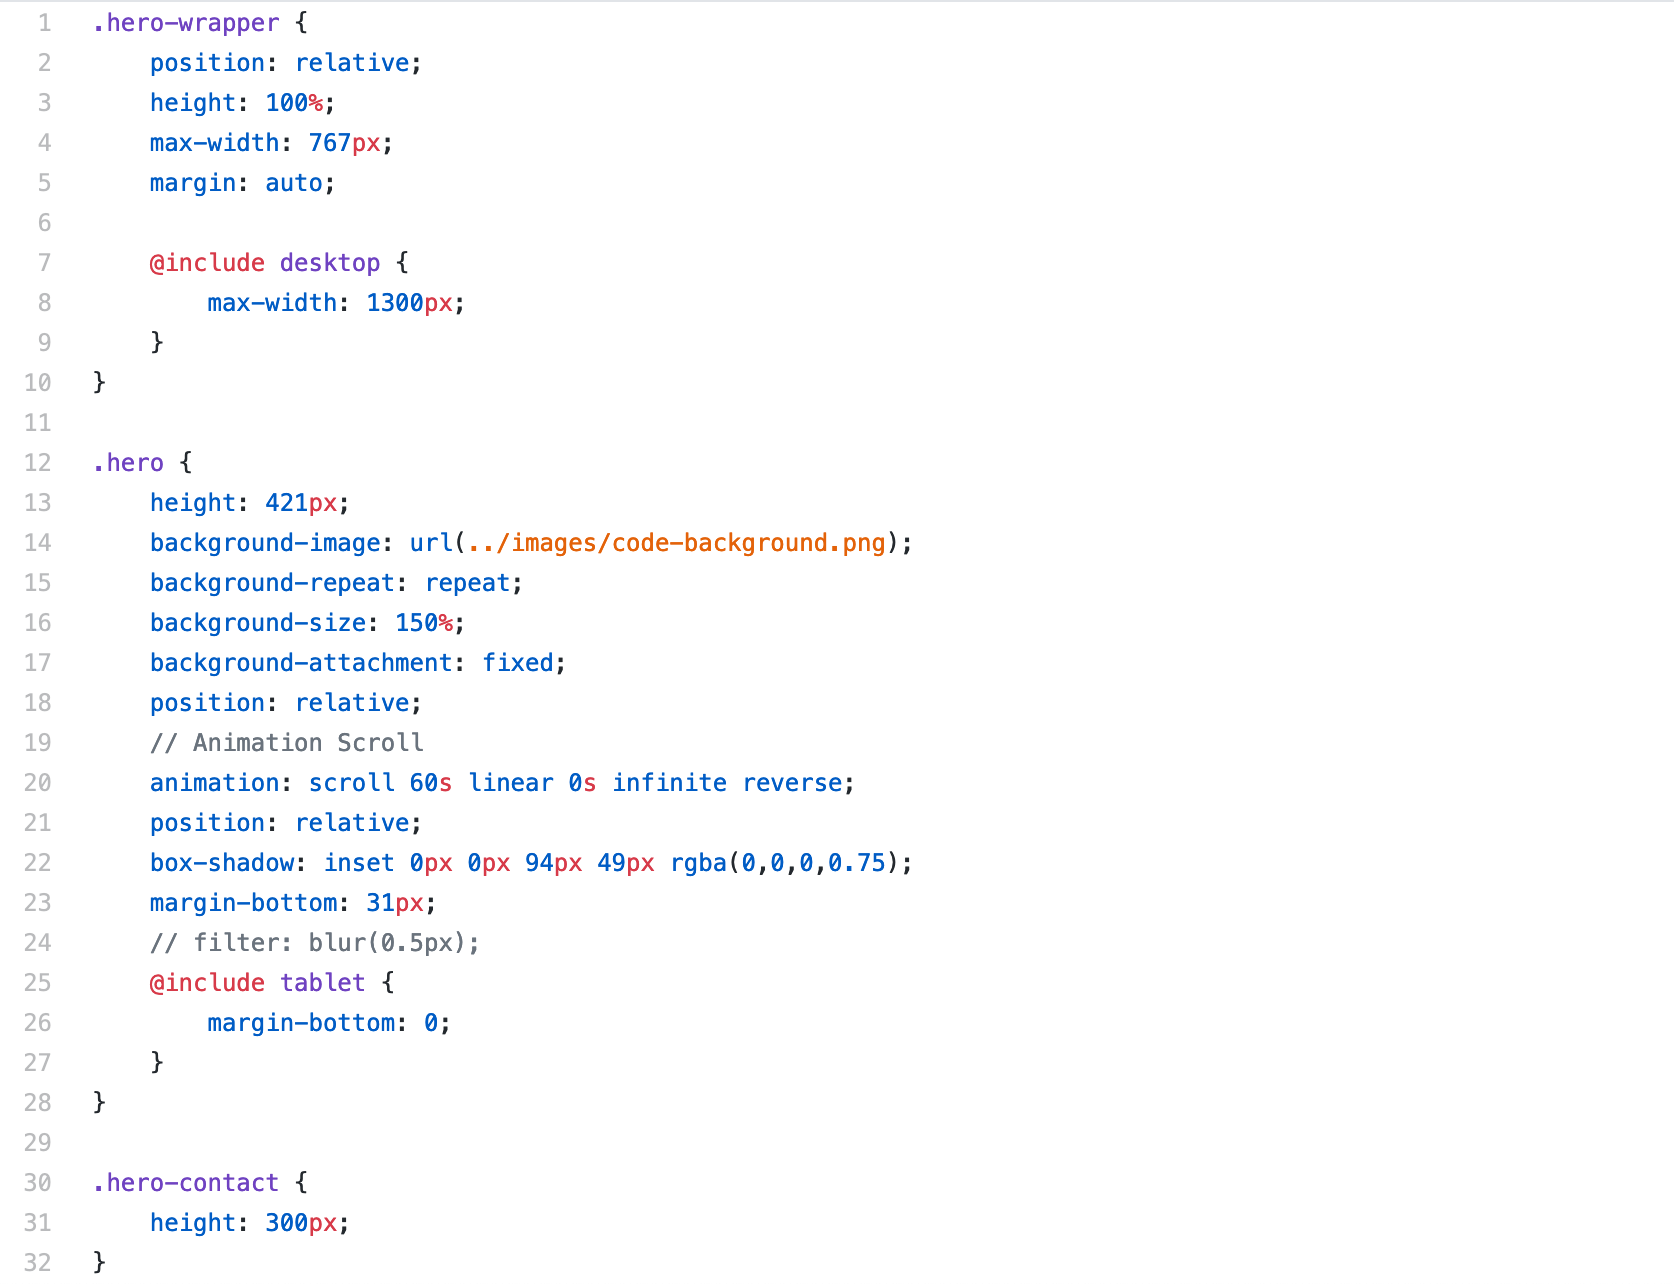 1 .hero-wrapper {
2     position: relative;
3     height: 100%;
4     max-width: 767px;
5     margin: auto;
6
7     @include desktop {
8         max-width: 1300px;
9     }
10 }
11
12 .hero {
13     height: 421px;
14     background-image: url(../images/code-background.png);
15     background-repeat: repeat;
16     background-size: 150%;
17     background-attachment: fixed;
18     position: relative;
19     // Animation Scroll
20     animation: scroll 60s linear 0s infinite reverse;
21     position: relative;
22     box-shadow: inset 0px 0px 94px 49px rgba(0,0,0,0.75);
23     margin-bottom: 31px;
24     // filter: blur(0.5px);
25     @include tablet {
26         margin-bottom: 0;
27     }
28 }
29
30 .hero-contact {
31     height: 300px;
32 }